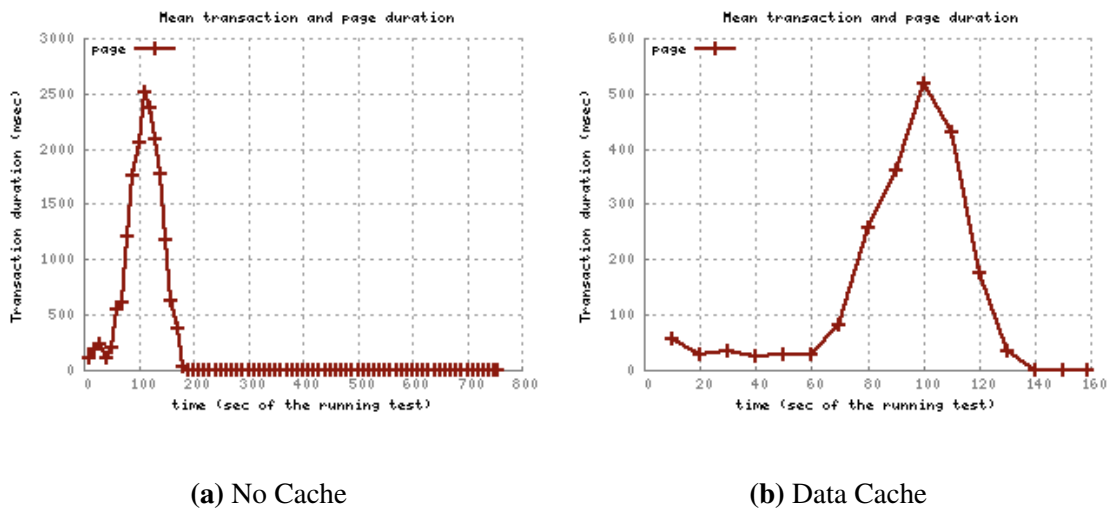 Mean transaction and page duration
page
3000
2500
2000
1500
1000
500
0
Transaction duration (msec)
0 100 200 300 400 500 600 700 800
time (sec of the running test)
(a) No Cache
Mean transaction and page duration
page
600
500
400
300
200
100
0
Transaction duration (msec)
0 20 40 60 80 100 120 140 160
time (sec of the running test)
(b) Data Cache